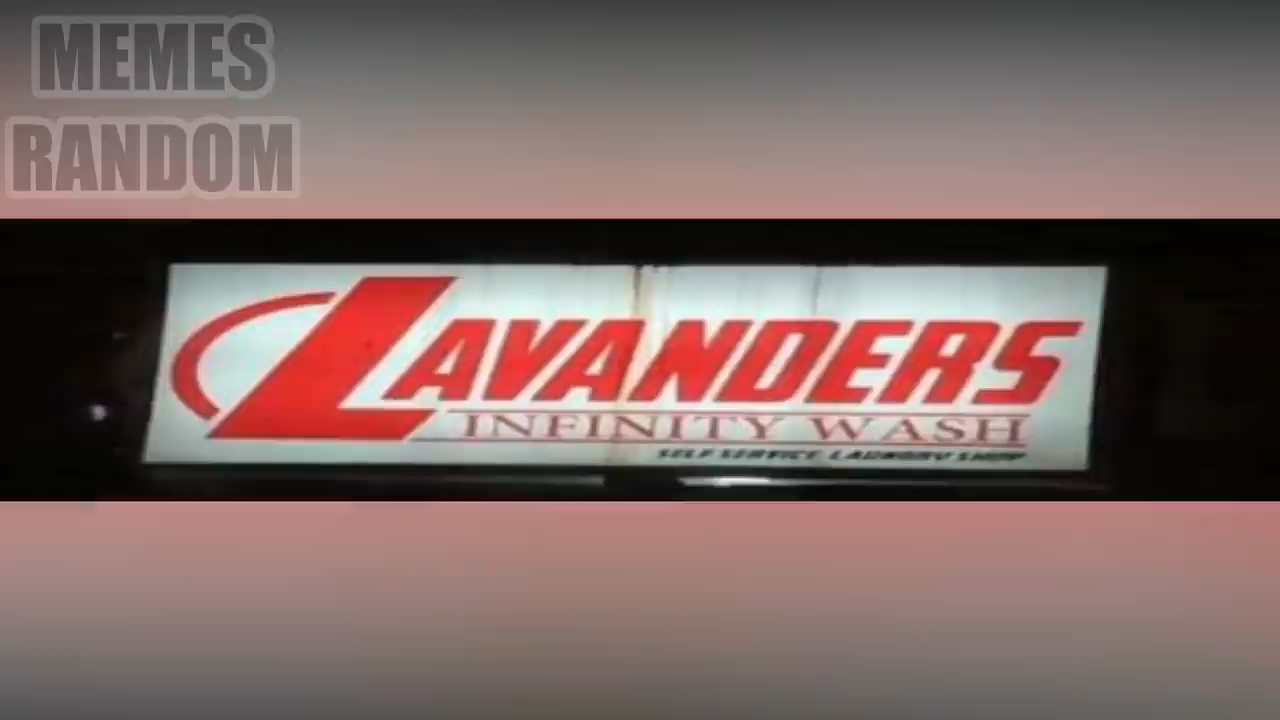 MEMES
RANDOM
LAVANDERS
INFINITY WASH
SELF SERVICE LAUNDRY SHOP